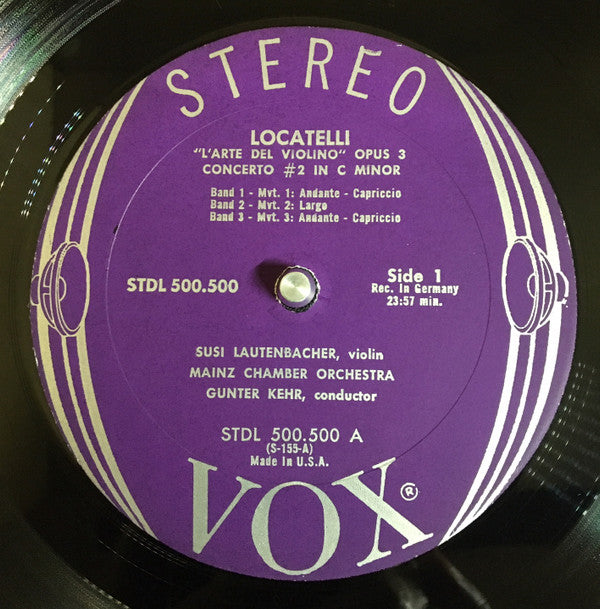 STEREO
LOCATELLI
"L'ARTE DEL VIOLINO" OPUS 3
CONCERTO #2 IN C MINOR
Band 1 - Mvt. 1: Andante - Capriccio
Band 2 - Mvt. 2: Largo
Band 3 - Mvt. 3: Andante - Capriccio
STDL 500.500
Side 1
Rec. In Germany
23:57 min.
SUSI LAUTENBACHER, violin
MAINZ CHAMBER ORCHESTRA
GUNTER KEHR, conductor
STDL 500.500 A
(S-155-A)
Made In U.S.A.
VOX®